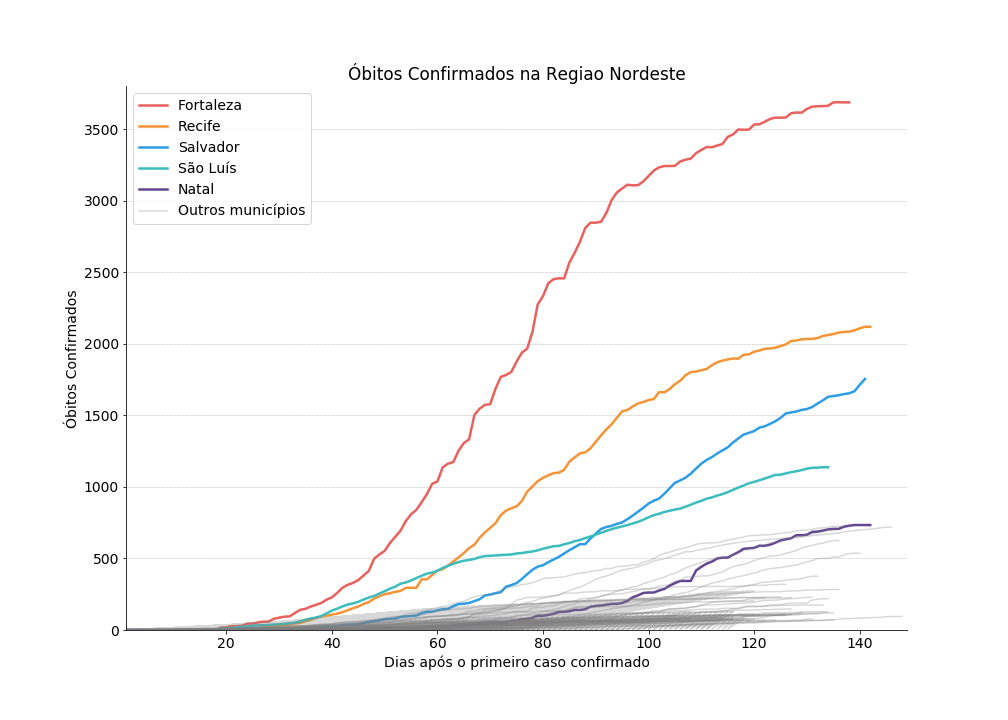 Óbitos Confirmados na Regiao Nordeste
Fortaleza
Recife
Salvador
São Luís
Natal
Outros municípios
3500
3000
2500
2000
1500
1000
500
0
Óbitos Confirmados
20 40 60 80 100 120 140
Dias após o primeiro caso confirmado